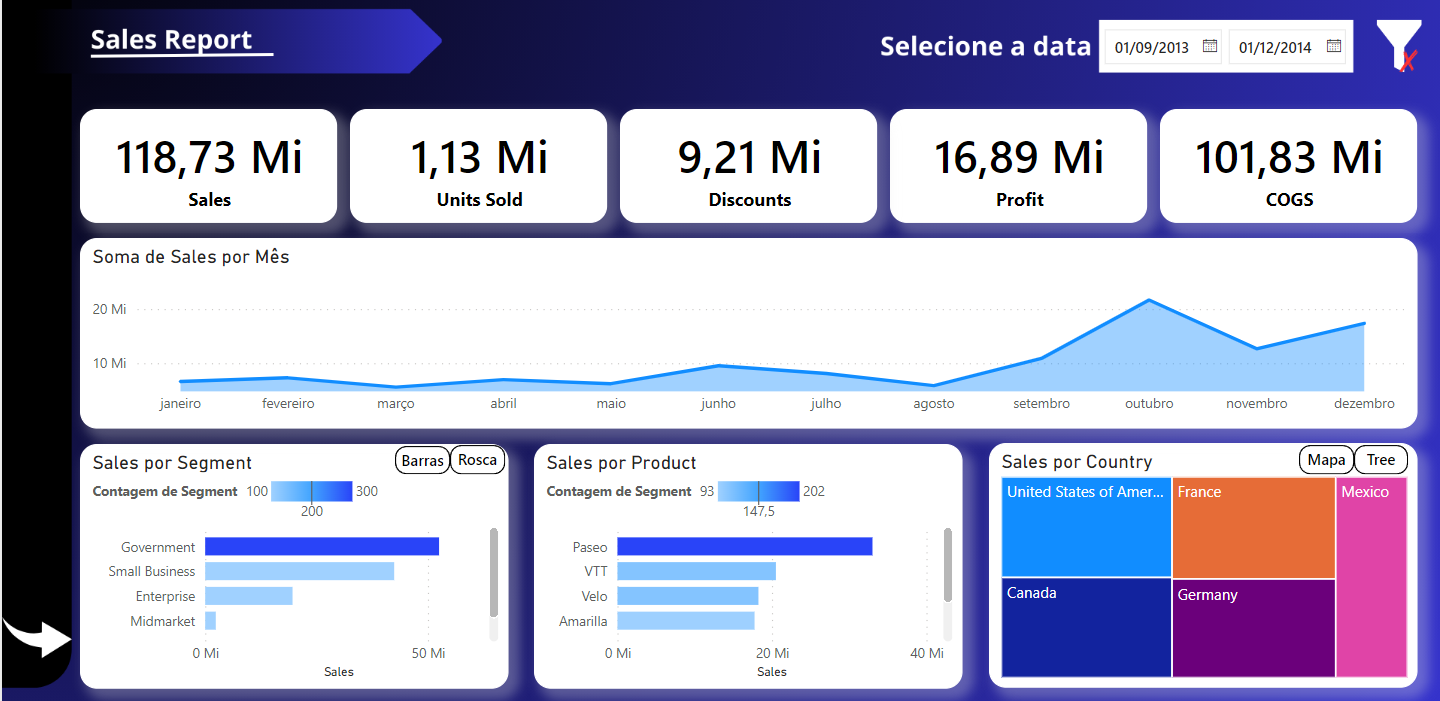 Sales Report
Selecione a data
01/09/2013
01/12/2014
118,73 Mi
Sales
1,13 Mi
Units Sold
9,21 Mi
Discounts
16,89 Mi
Profit
101,83 Mi
COGS
Soma de Sales por Mês
20 Mi
10 Mi
janeiro fevereiro março abril maio junho julho agosto setembro outubro novembro dezembro
Sales por Segment
Barras
Rosca
Contagem de Segment 100 300
200
Government
Small Business
Enterprise
Midmarket
0 Mi 50 Mi
Sales
Sales por Product
Contagem de Segment 93 202
147,5
Paseo
VTT
Velo
Amarilla
0 Mi 20 Mi 40 Mi
Sales
Sales por Country
Mapa
Tree
United States of Amer...
France
Mexico
Canada
Germany